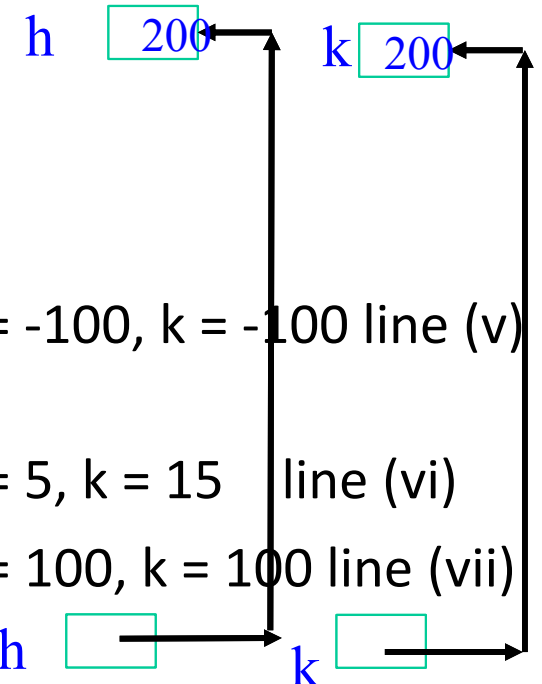 h 200 k 200
= -100, k = -100 line (v)
= 5, k = 15 line (vi)
= 100, k = 100 line (vii)
h k